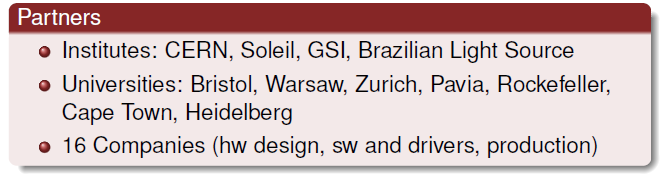 Partners
Institutes: CERN, Soleil, GSI, Brazilian Light Source
Universities: Bristol, Warsaw, Zurich, Pavia, Rockefeller,
Cape Town, Heidelberg
16 Companies (hw design, sw and drivers, production)